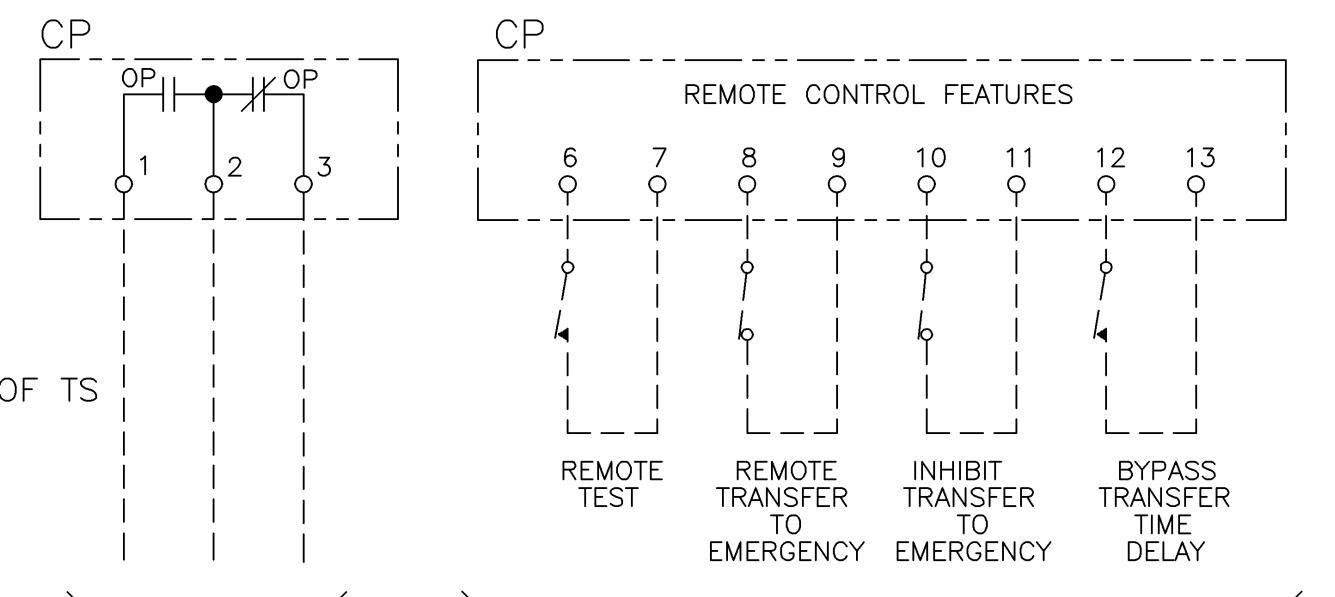 CP
OP
OP
1
2
3
OF TS
CP
REMOTE CONTROL FEATURES
6 7 8 9 10 11 12 13
REMOTE
TEST
REMOTE
TRANSFER
TO
EMERGENCY
INHIBIT
TRANSFER
TO
EMERGENCY
BYPASS
TRANSFER
TIME
DELAY